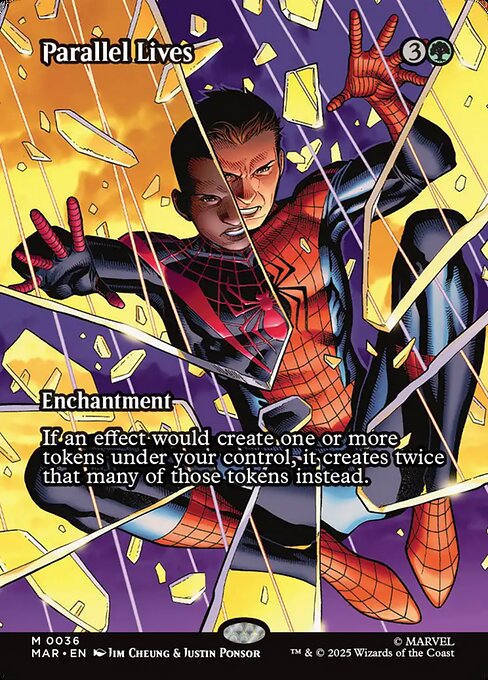 Parallel Lives 3
Enchantment
If an effect would create one or more
tokens under your control, it creates twice
that many of those tokens instead.
M 0036
MAR • EN Jim Cheung & Justin Ponsor
© MARVEL
™ & © 2025 Wizards of the Coast